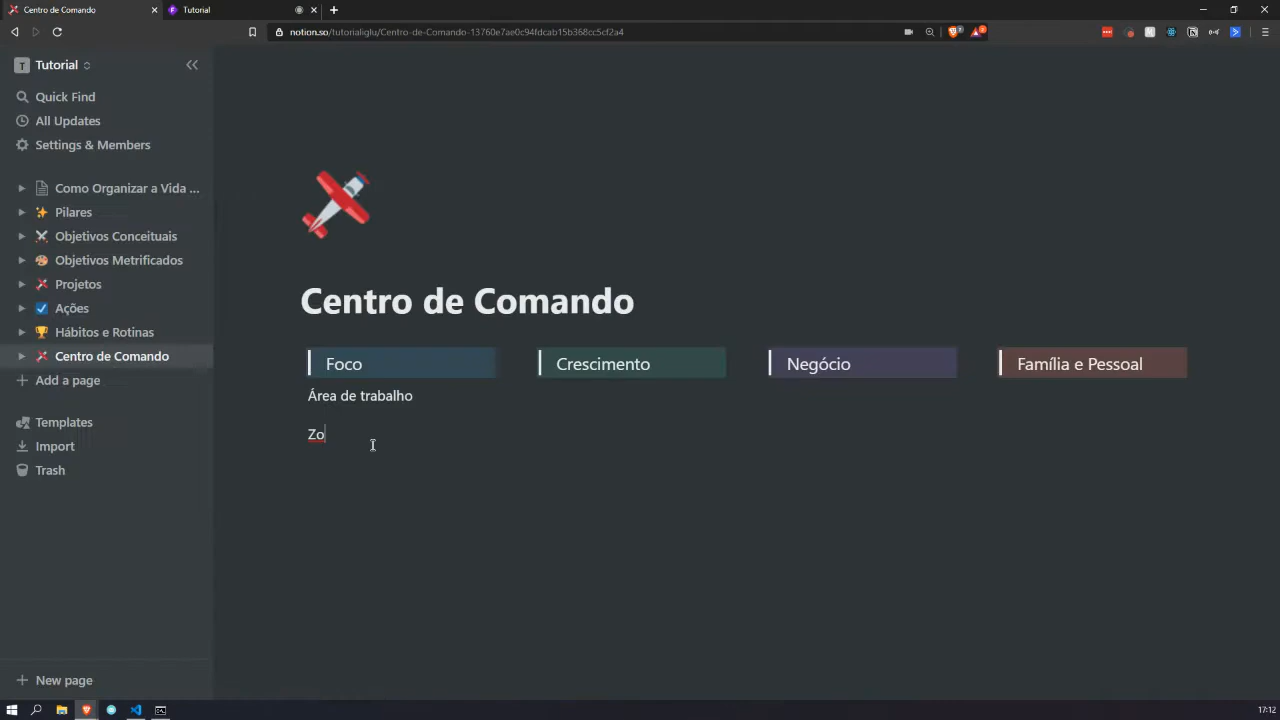 Centro de Comando
Tutorial
notion.so/tutorialiglu/Centro-de-Comando-13760e7ae0c94fdcab15b368cc5cf2a4
T Tutorial
Quick Find
All Updates
Settings & Members
Como Organizar a Vida ...
Pilares
Objetivos Conceituais
Objetivos Metrificados
Projetos
Ações
Hábitos e Rotinas
Centro de Comando
Add a page
Templates
Import
Trash
New page
Centro de Comando
Foco
Crescimento
Negócio
Família e Pessoal
Área de trabalho
Zo
17:12